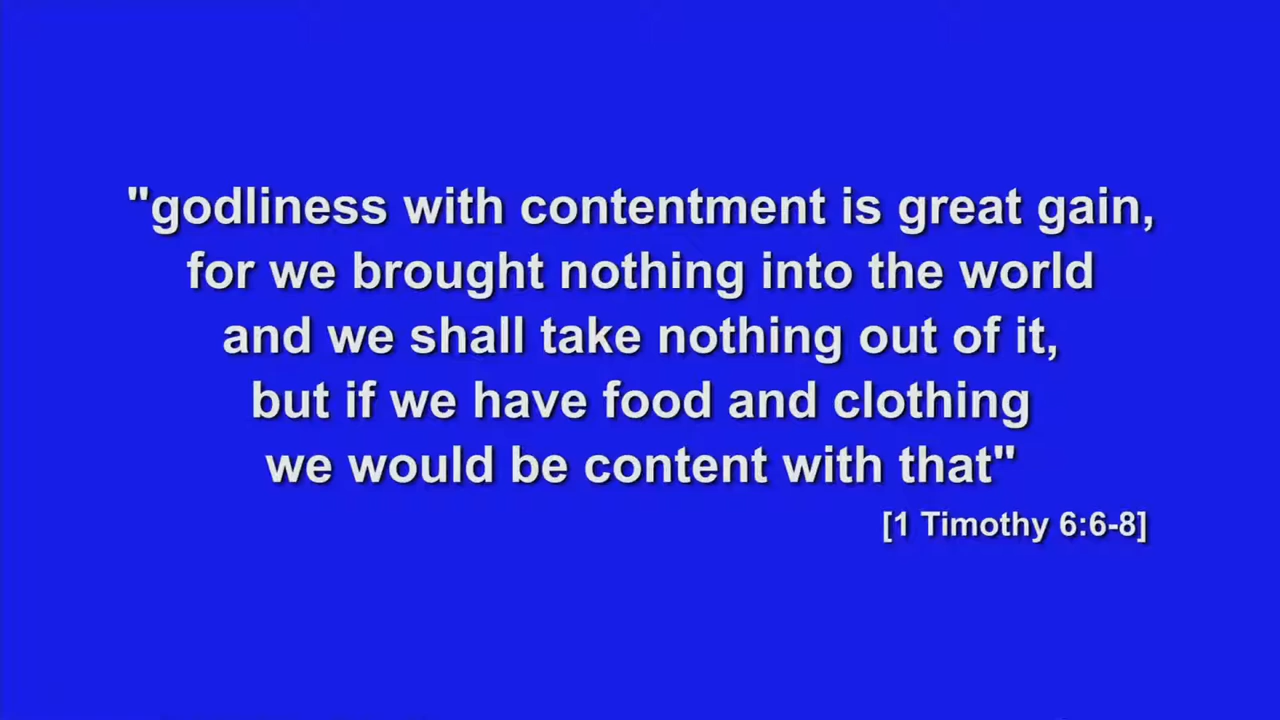 "godliness with contentment is great gain,
for we brought nothing into the world
and we shall take nothing out of it,
but if we have food and clothing
we would be content with that"
[1 Timothy 6:6-8]